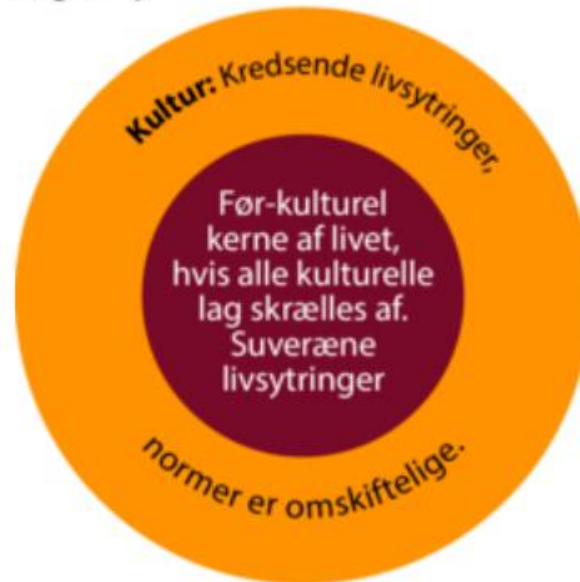 Kultur: Kredsende livsytringer,
Før-kulturel
kerne af livet,
hvis alle kulturelle
lag skrælles af.
Suveræne
livsytringer
normer er omskiftelige.